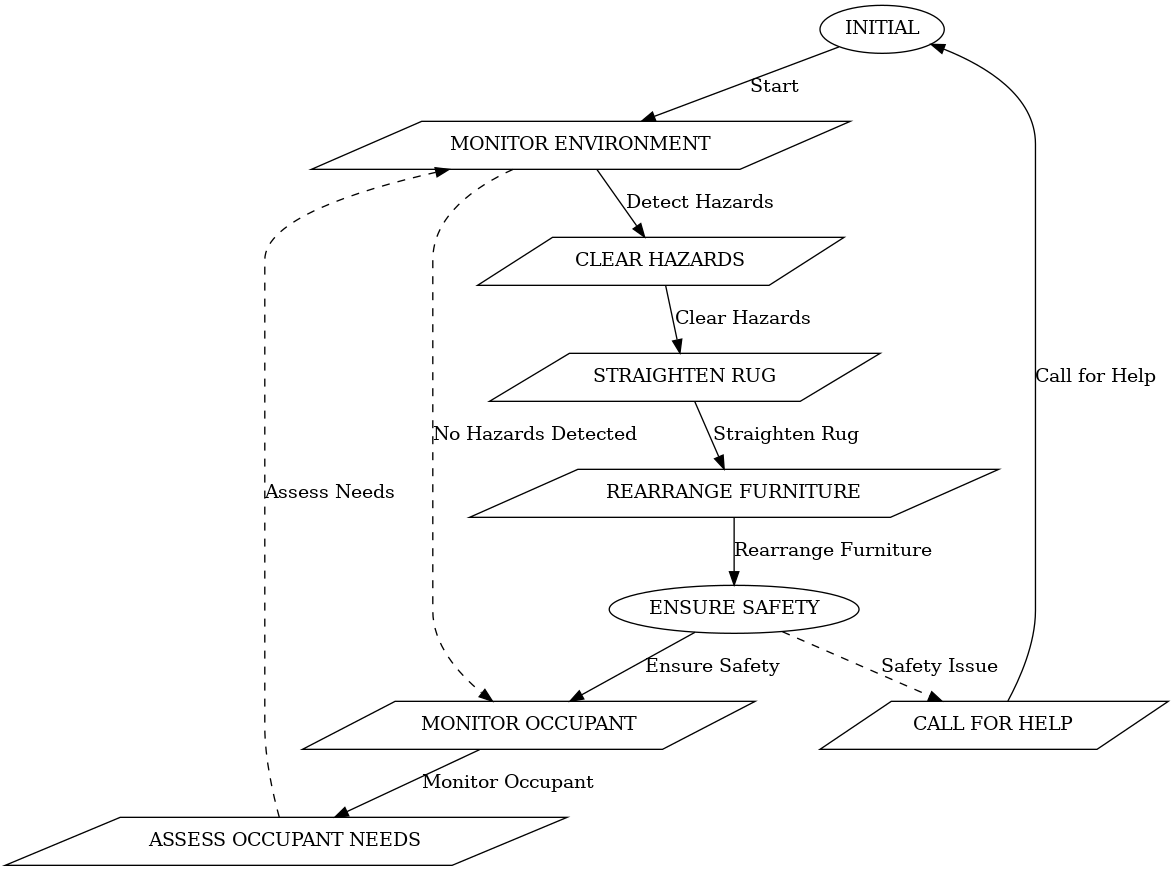 INITIAL
Start
MONITOR ENVIRONMENT
Detect Hazards
CLEAR HAZARDS
Clear Hazards
STRAIGHTEN RUG
Call for Help
No Hazards Detected
Straighten Rug
Assess Needs
REARRANGE FURNITURE
Rearrange Furniture
ENSURE SAFETY
Ensure Safety
Safety Issue
MONITOR OCCUPANT
CALL FOR HELP
Monitor Occupant
ASSESS OCCUPANT NEEDS